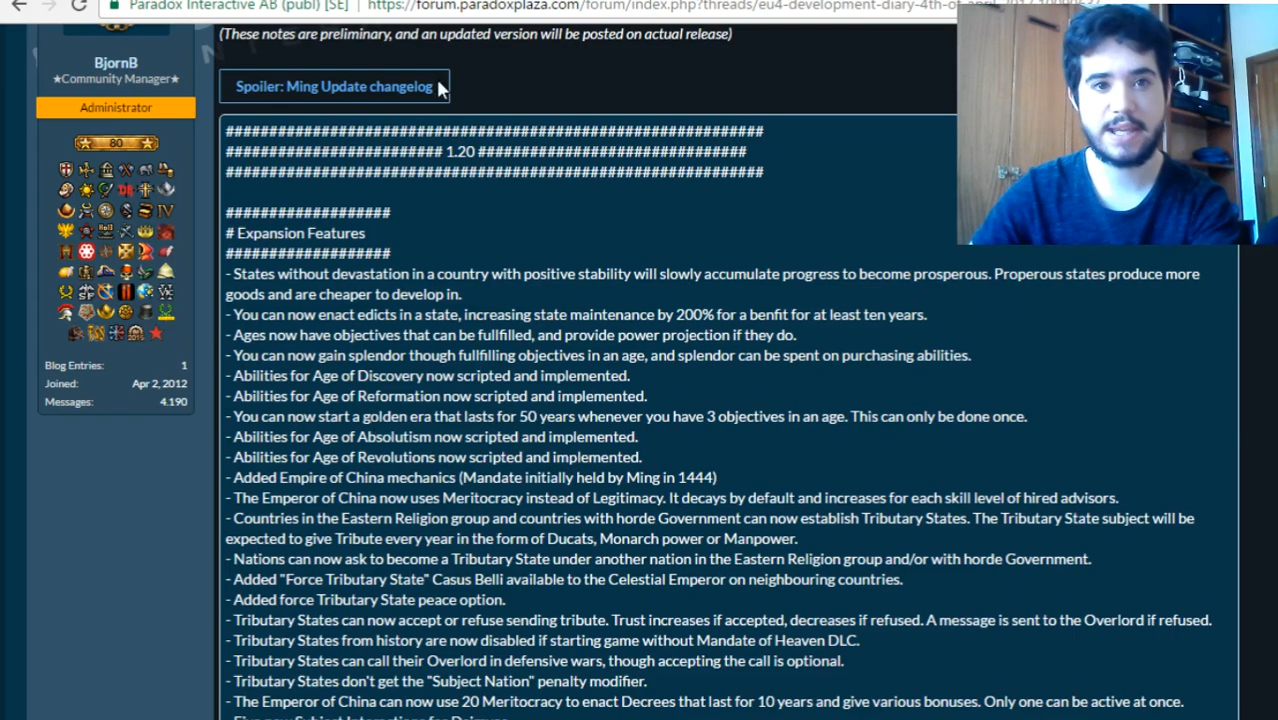 Paradox Interactive AB (publ) [SE] https://forum.paradoxplaza.com/forum/index.php?threads/eu4-development-diary-4th-of-
(These notes are preliminary, and an updated version will be posted on actual release)
BjornB
★Community Manager★
Administrator
80
Blog Entries: 1
Joined: Apr 2, 2012
Messages: 4.190
Spoiler: Ming Update changelog
##############################################################
######################### 1.20 ###############################
##############################################################
###################
# Expansion Features
###################
- States without devastation in a country with positive stability will slowly accumulate progress to become prosperous. Properous states produce more
goods and are cheaper to develop in.
- You can now enact edicts in a state, increasing state maintenance by 200% for a benfit for at least ten years.
- Ages now have objectives that can be fullfilled, and provide power projection if they do.
- You can now gain splendor though fullfilling objectives in an age, and splendor can be spent on purchasing abilities.
- Abilities for Age of Discovery now scripted and implemented.
- Abilities for Age of Reformation now scripted and implemented.
- You can now start a golden era that lasts for 50 years whenever you have 3 objectives in an age. This can only be done once.
- Abilities for Age of Absolutism now scripted and implemented.
- Abilities for Age of Revolutions now scripted and implemented.
- Added Empire of China mechanics (Mandate initially held by Ming in 1444)
- The Emperor of China now uses Meritocracy instead of Legitimacy. It decays by default and increases for each skill level of hired advisors.
- Countries in the Eastern Religion group and countries with horde Government can now establish Tributary States. The Tributary State subject will be
expected to give Tribute every year in the form of Ducats, Monarch power or Manpower.
- Nations can now ask to become a Tributary State under another nation in the Eastern Religion group and/or with horde Government.
- Added "Force Tributary State" Casus Belli available to the Celestial Emperor on neighbouring countries.
- Added force Tributary State peace option.
- Tributary States can now accept or refuse sending tribute. Trust increases if accepted, decreases if refused. A message is sent to the Overlord if refused.
- Tributary States from history are now disabled if starting game without Mandate of Heaven DLC.
- Tributary States can call their Overlord in defensive wars, though accepting the call is optional.
- Tributary States don't get the "Subject Nation" penalty modifier.
- The Emperor of China can now use 20 Meritocracy to enact Decrees that last for 10 years and give various bonuses. Only one can be active at once.
- Five new Subject Interactions for Daimyos